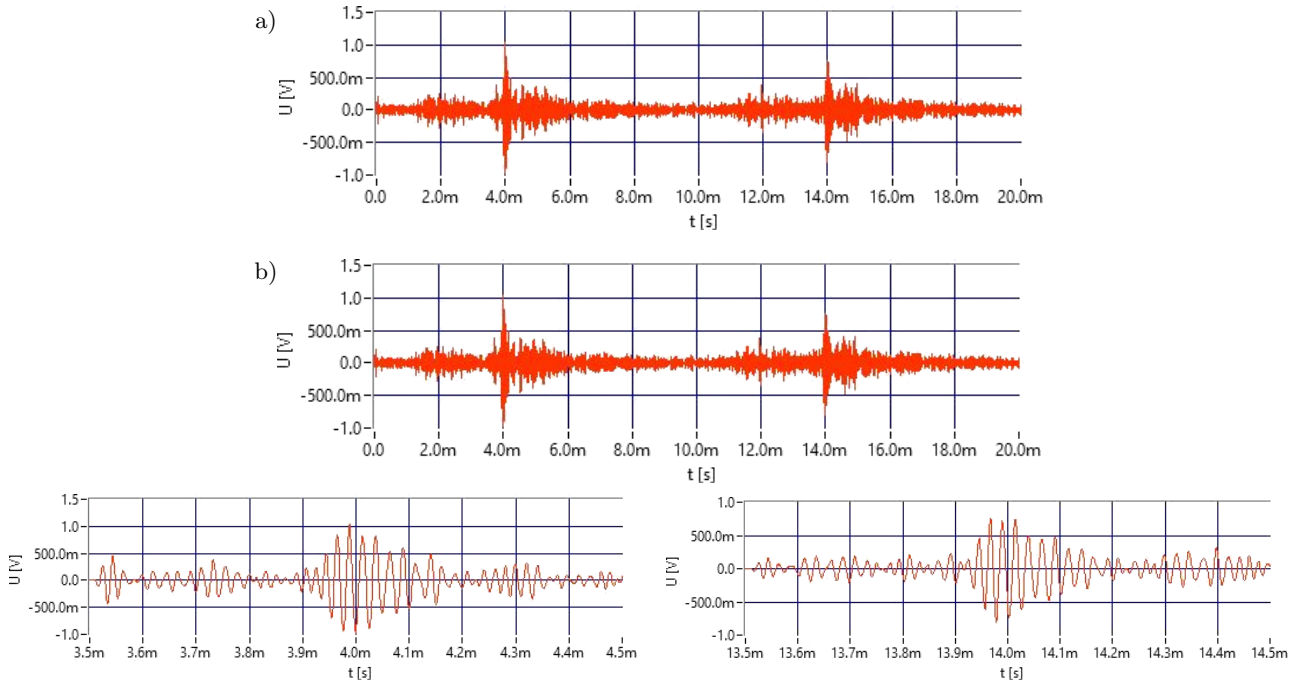 a)
1.5
1.0
500.0m
0.0
-500.0m
-1.0
U [V]
0.0 2.0m 4.0m 6.0m 8.0m 10.0m 12.0m 14.0m 16.0m 18.0m 20.0m
t [s]
b)
1.5
1.0
500.0m
0.0
-500.0m
-1.0
U [V]
0.0 2.0m 4.0m 6.0m 8.0m 10.0m 12.0m 14.0m 16.0m 18.0m 20.0m
t [s]
1.5
1.0
500.0m
0.0
-500.0m
-1.0
U [V]
3.5m 3.6m 3.7m 3.8m 3.9m 4.0m 4.1m 4.2m 4.3m 4.4m 4.5m
t [s]
1.0
500.0m
0.0
-500.0m
-1.0
U [V]
13.5m 13.6m 13.7m 13.8m 13.9m 14.0m 14.1m 14.2m 14.3m 14.4m 14.5m
t [s]